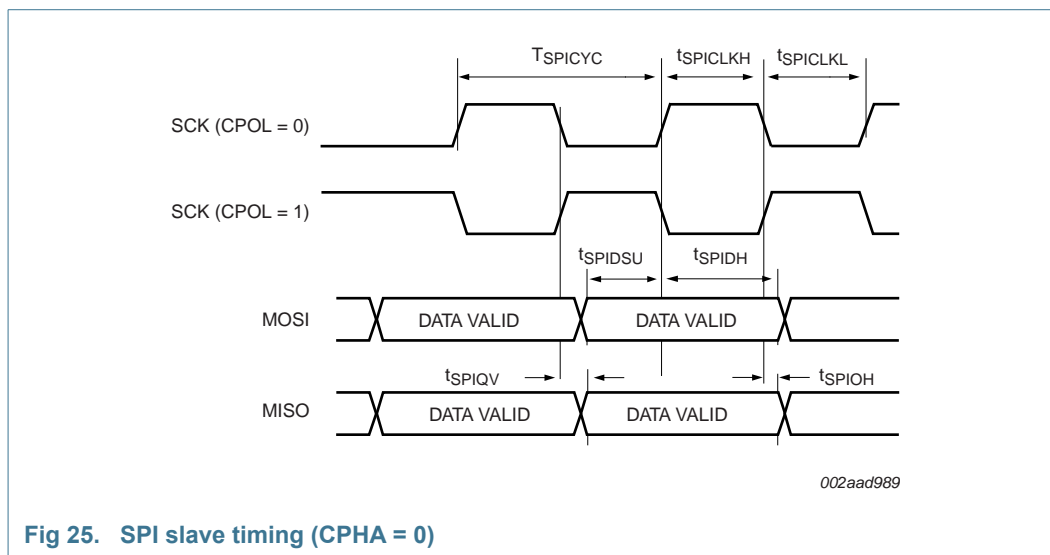 TSPICYC tSPICLKH tSPICLKL
SCK (CPOL = 0)
SCK (CPOL = 1)
tSPIDSU tSPIDH
MOSI DATA VALID DATA VALID
tSPIQV tSPIOH
MISO DATA VALID DATA VALID
002aad989
Fig 25. SPI slave timing (CPHA = 0)